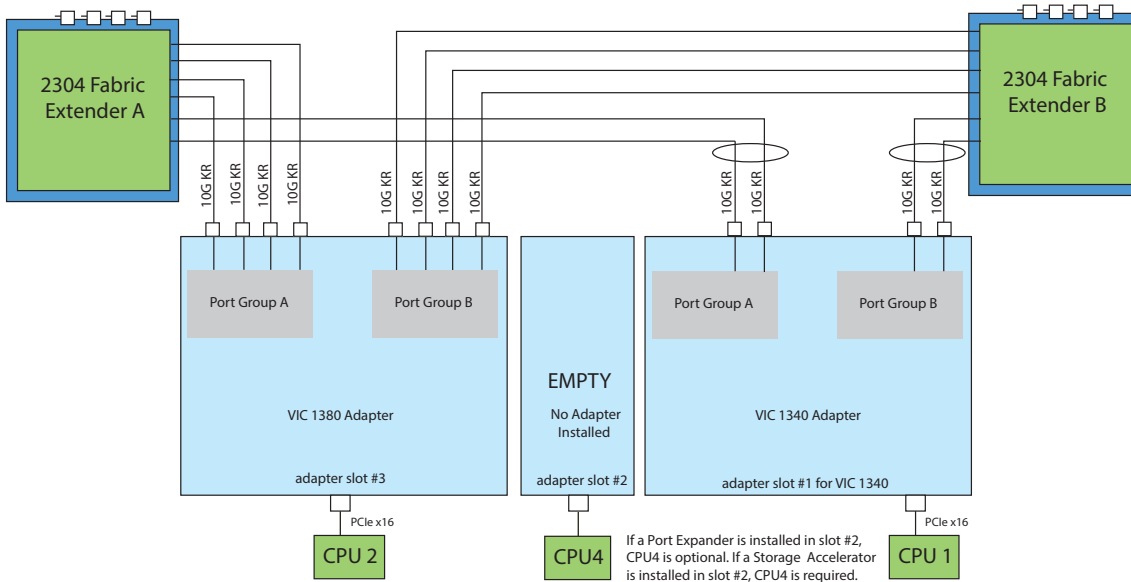 2304 Fabric
Extender A
2304 Fabric
Extender B
10G KR
10G KR
10G KR
10G KR
10G KR
10G KR
10G KR
10G KR
10G KR
10G KR
10G KR
10G KR
Port Group A
Port Group B
Port Group A
Port Group B
EMPTY
No Adapter
Installed
VIC 1380 Adapter
VIC 1340 Adapter
adapter slot #3
adapter slot #2
adapter slot #1 for VIC 1340
PCIe x16
PCIe x16
CPU 2
CPU4
If a Port Expander is installed in slot #2,
CPU4 is optional. If a Storage Accelerator
is installed in slot #2, CPU4 is required.
CPU 1